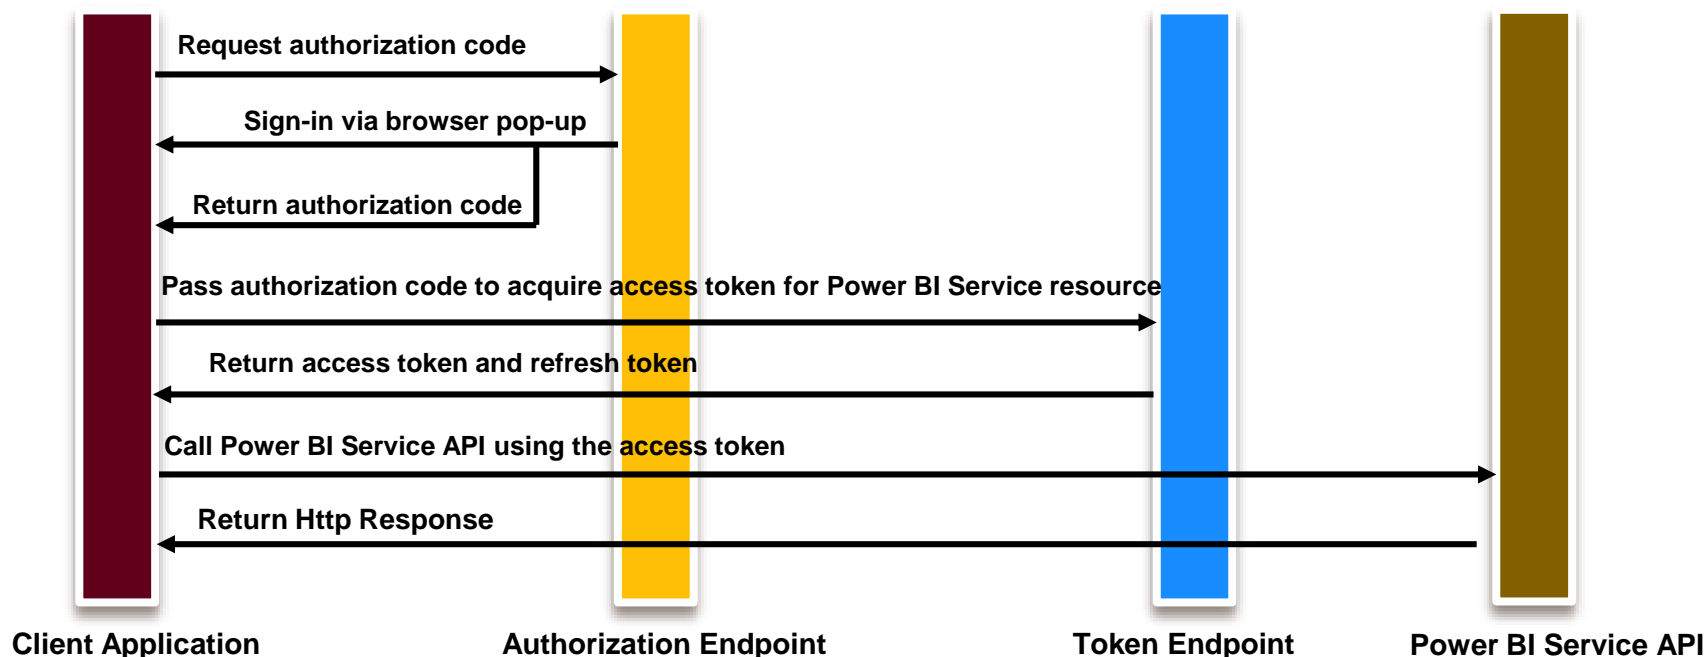 Request authorization code
Sign-in via browser pop-up
Return authorization code
Pass authorization code to acquire access token for Power BI Service resource
Return access token and refresh token
Call Power BI Service API using the access token
Return Http Response
Client Application
Authorization Endpoint
Token Endpoint
Power BI Service API